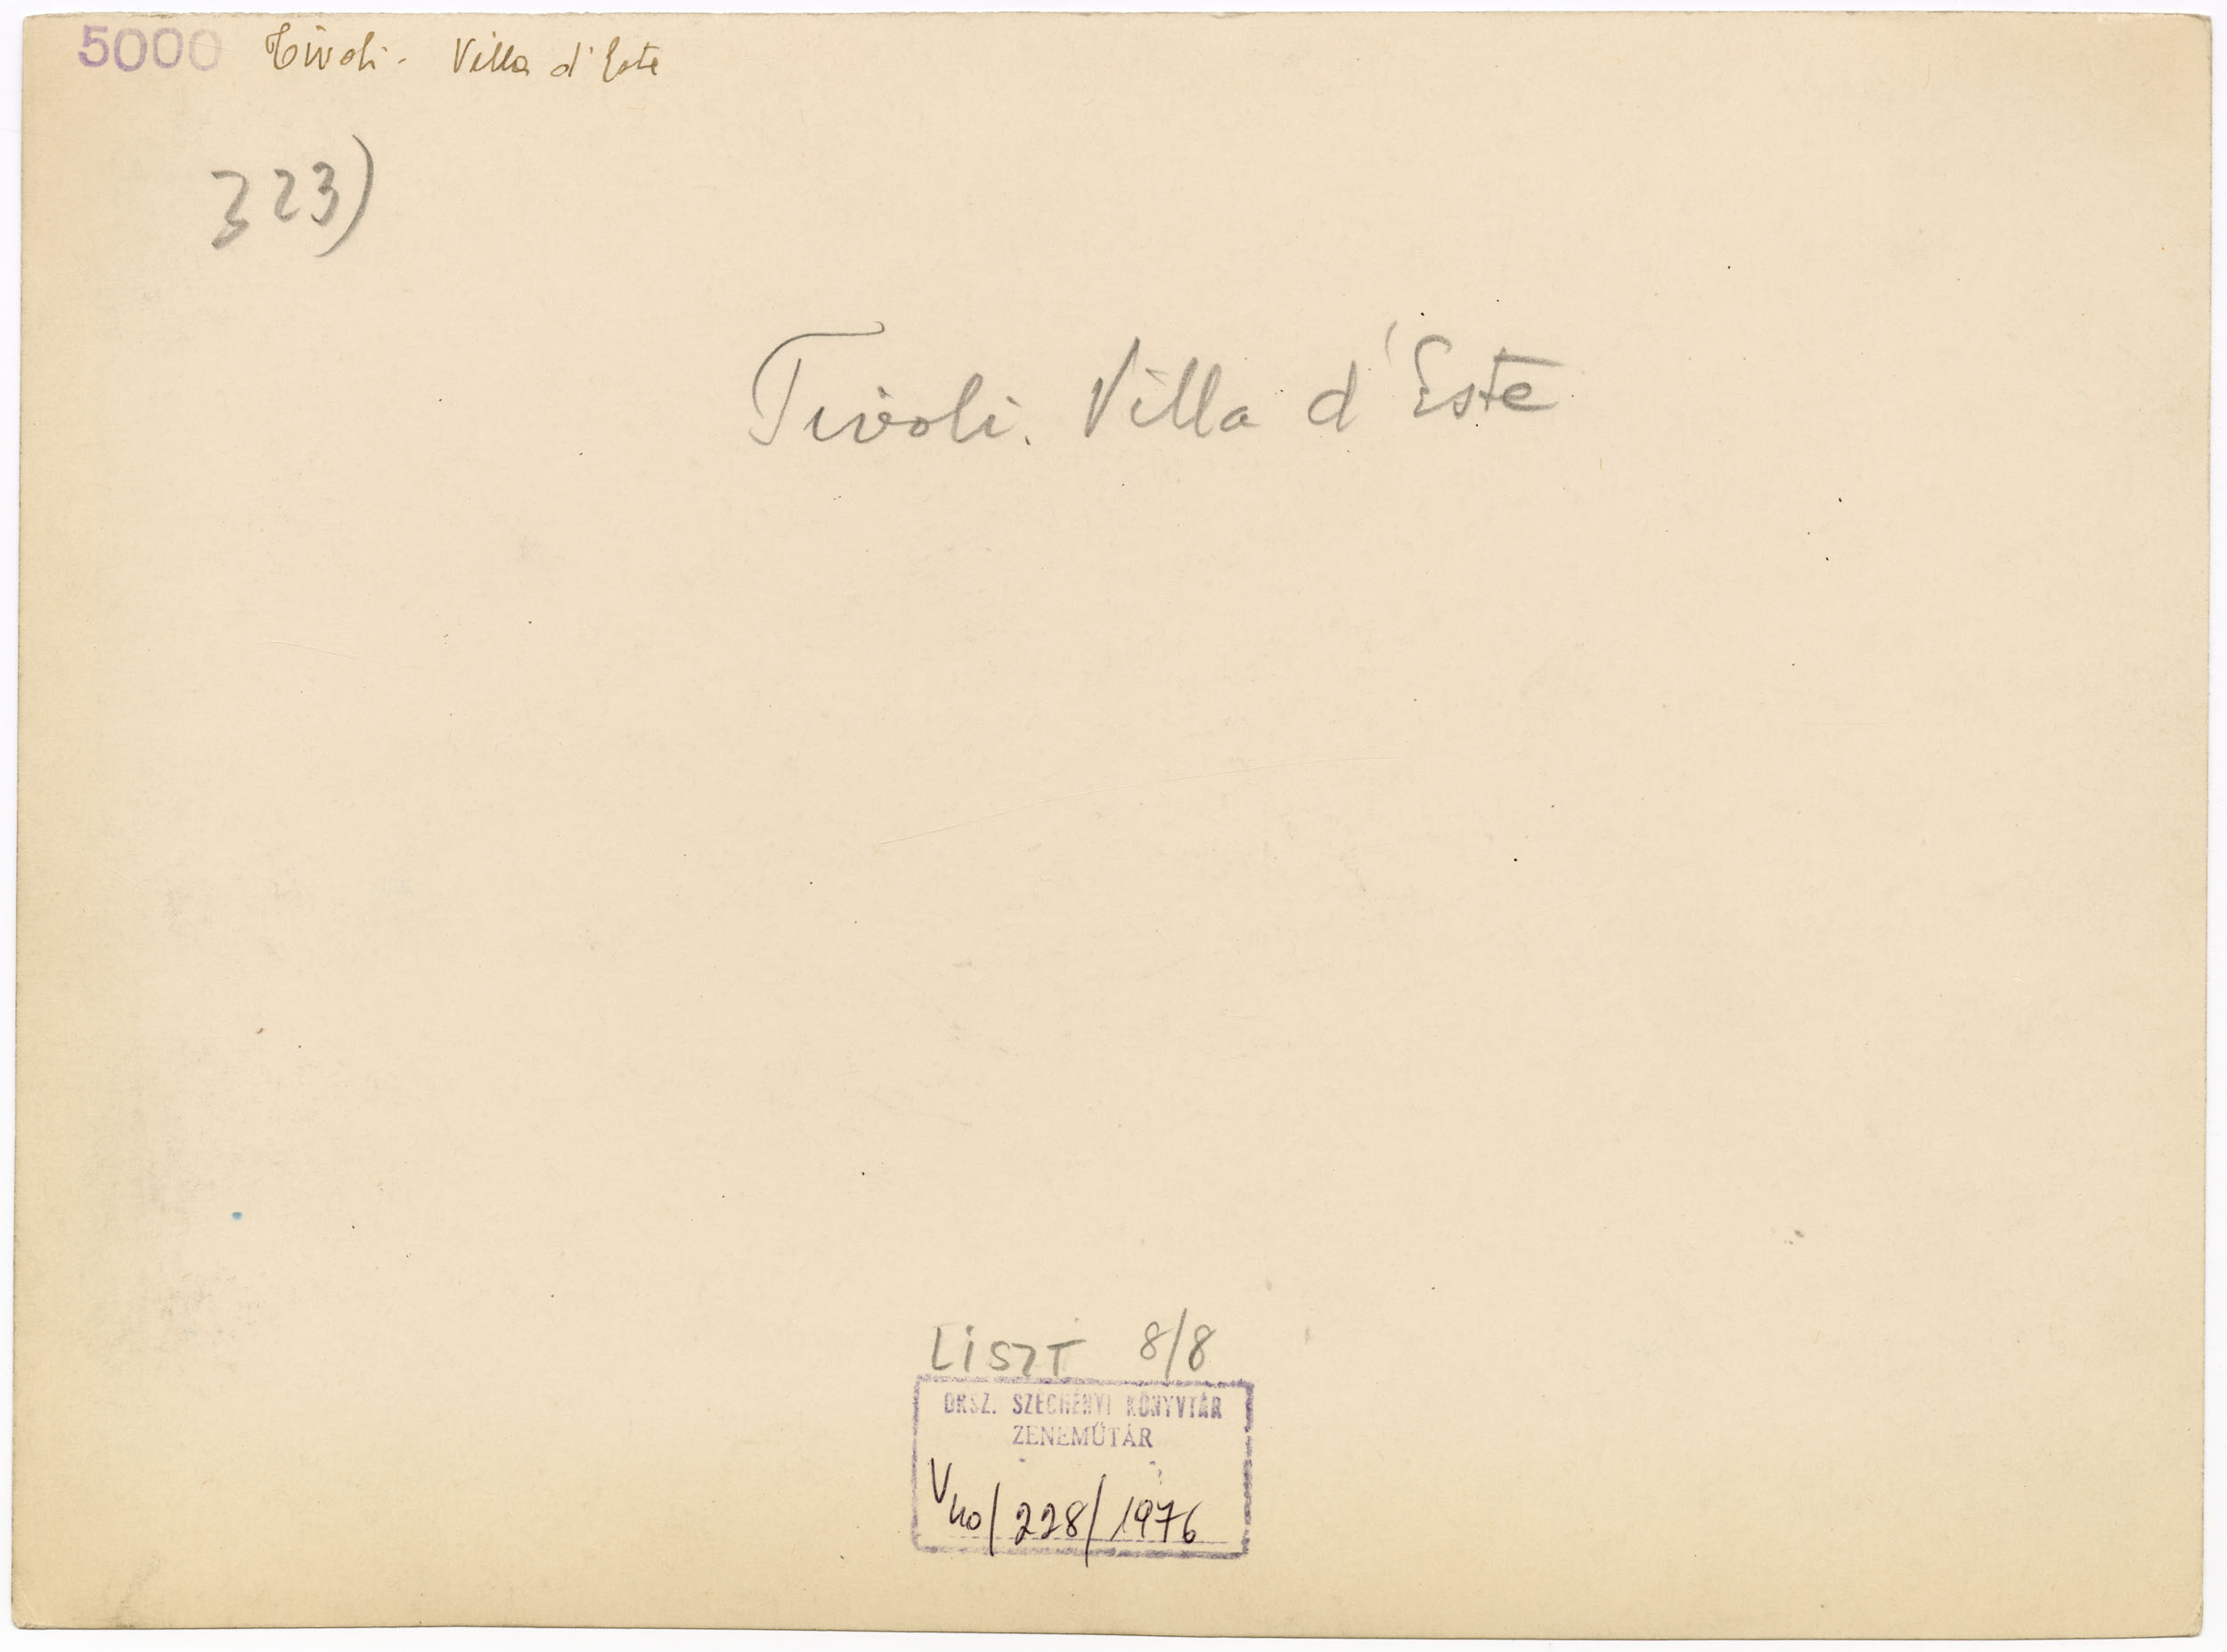 5000 Tivoli. Villa d'Este
323)
Tivoli. Villa d'Este
LISZT 8/8
ORSZ. SZÉCHÉNYI KÖNYVTÁR
ZENEMŰTÁR
V40/228/1976